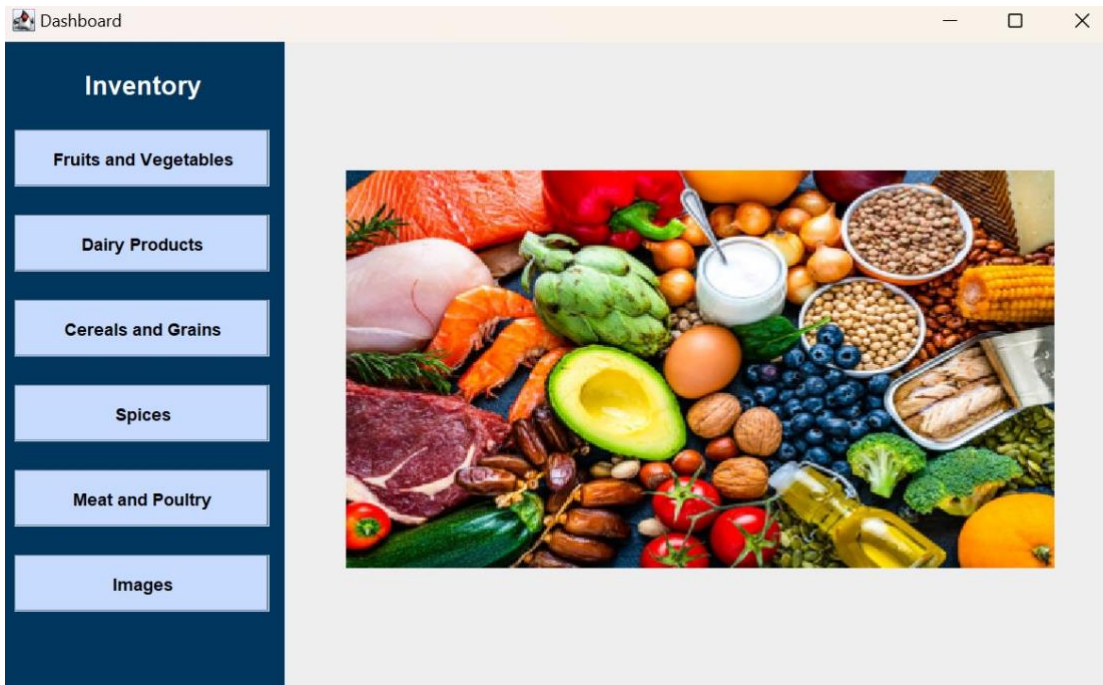 Dashboard
Inventory
Fruits and Vegetables
Dairy Products
Cereals and Grains
Spices
Meat and Poultry
Images